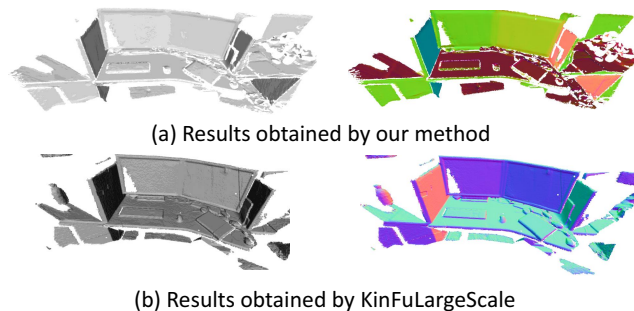 (a) Results obtained by our method
(b) Results obtained by KinFuLargeScale